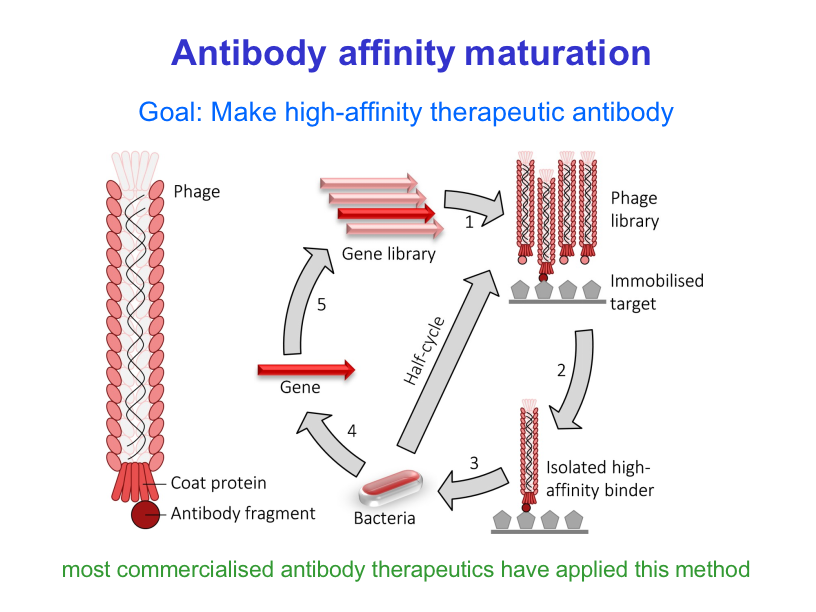 Antibody affinity maturation
Goal: Make high-affinity therapeutic antibody
Phage
Gene library
1
Phage
library
Immobilised
target
5
Half-cycle
2
Gene
4
3
Isolated high-
affinity binder
Bacteria
Coat protein
Antibody fragment
most commercialised antibody therapeutics have applied this method